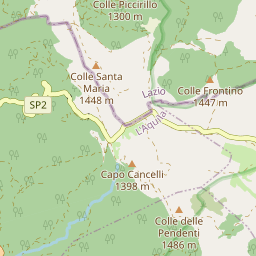 Colle Piccirillo
1300 m
Colle Santa
Maria
1448 m
Lazio
Colle Frontino
1447 m
SP2
L'Aquila
Capo Cancelli
1398 m
Colle delle
Pendenti
1486 m